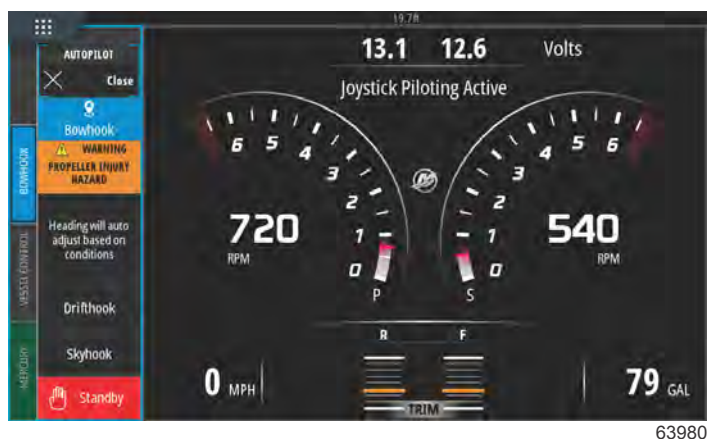 19.7ft
AUTOPILOT
Close
Bowhook
WARNING
PROPELLER INJURY
HAZARD
Heading will auto
adjust based on
conditions
Drifthook
Skyhook
Standby
BOWHOOK
VESSEL CONTROL
MERCURY
13.1 12.6 Volts
Joystick Piloting Active
6 5 4 3 2 1 0
720
RPM
P
4 5 6 3 2 1 0
540
RPM
S
R F
0 MPH
TRIM
79 GAL
63980